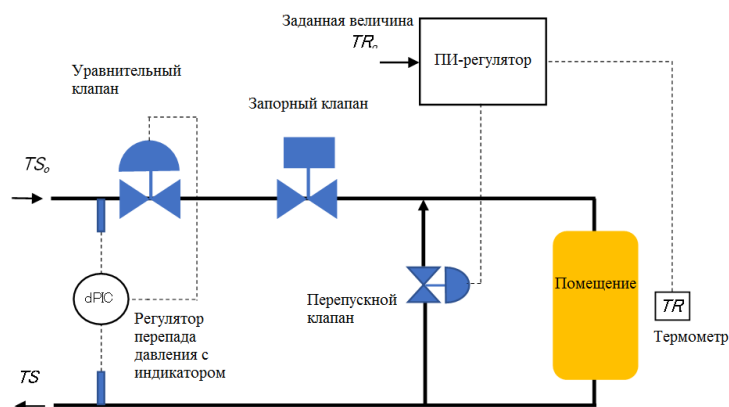 Заданная величина
TRo
ПИ-регулятор
Уравнительный
клапан
Запорный клапан
TSo
dPIC
Регулятор
перепада
давления с
индикатором
Перепускной
клапан
Помещение
TR
Термометр
TS